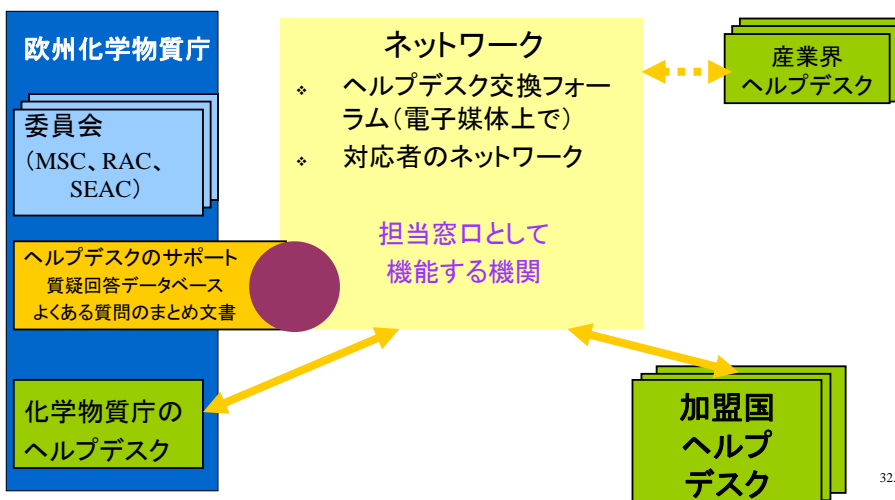 欧州化学物質庁
委員会
(MSC、RAC、
SEAC)
ヘルプデスクのサポート
質疑回答データベース
よくある質問のまとめ文書
化学物質庁の
ヘルプデスク
ネットワーク
❖ ヘルプデスク交換フォー
ラム(電子媒体上で)
❖ 対応者のネットワーク
担当窓口として
機能する機関
産業界
ヘルプデスク
加盟国
ヘルプ
デスク
32